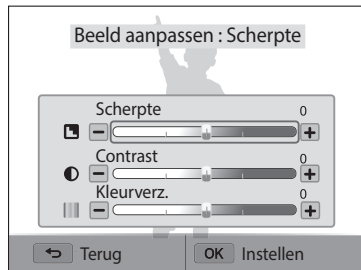 Beeld aanpassen : Scherpte
Scherpte 0
Contrast 0
Kleurverz. 0
Terug OK Instellen